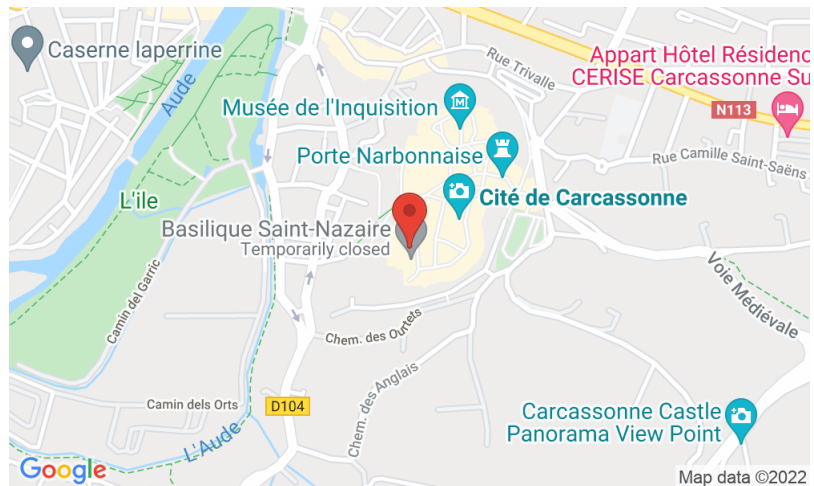 Caserne laperrine
Aude
Rue Trivalle
Appart Hôtel Résidenc
CERISE Carcassonne Su
N113
Musée de l'Inquisition
Porte Narbonnaise
Rue Camille Saint-Saëns
L'ile
Cité de Carcassonne
Basilique Saint-Nazaire
Temporarily closed
Camin del Garric
Voie Médiévale
Chem. des Ourtets
Chem. des Anglais
Camin dels Orts
D104
L'Aude
Carcassonne Castle
Panorama View Point
Google
Map data ©2022